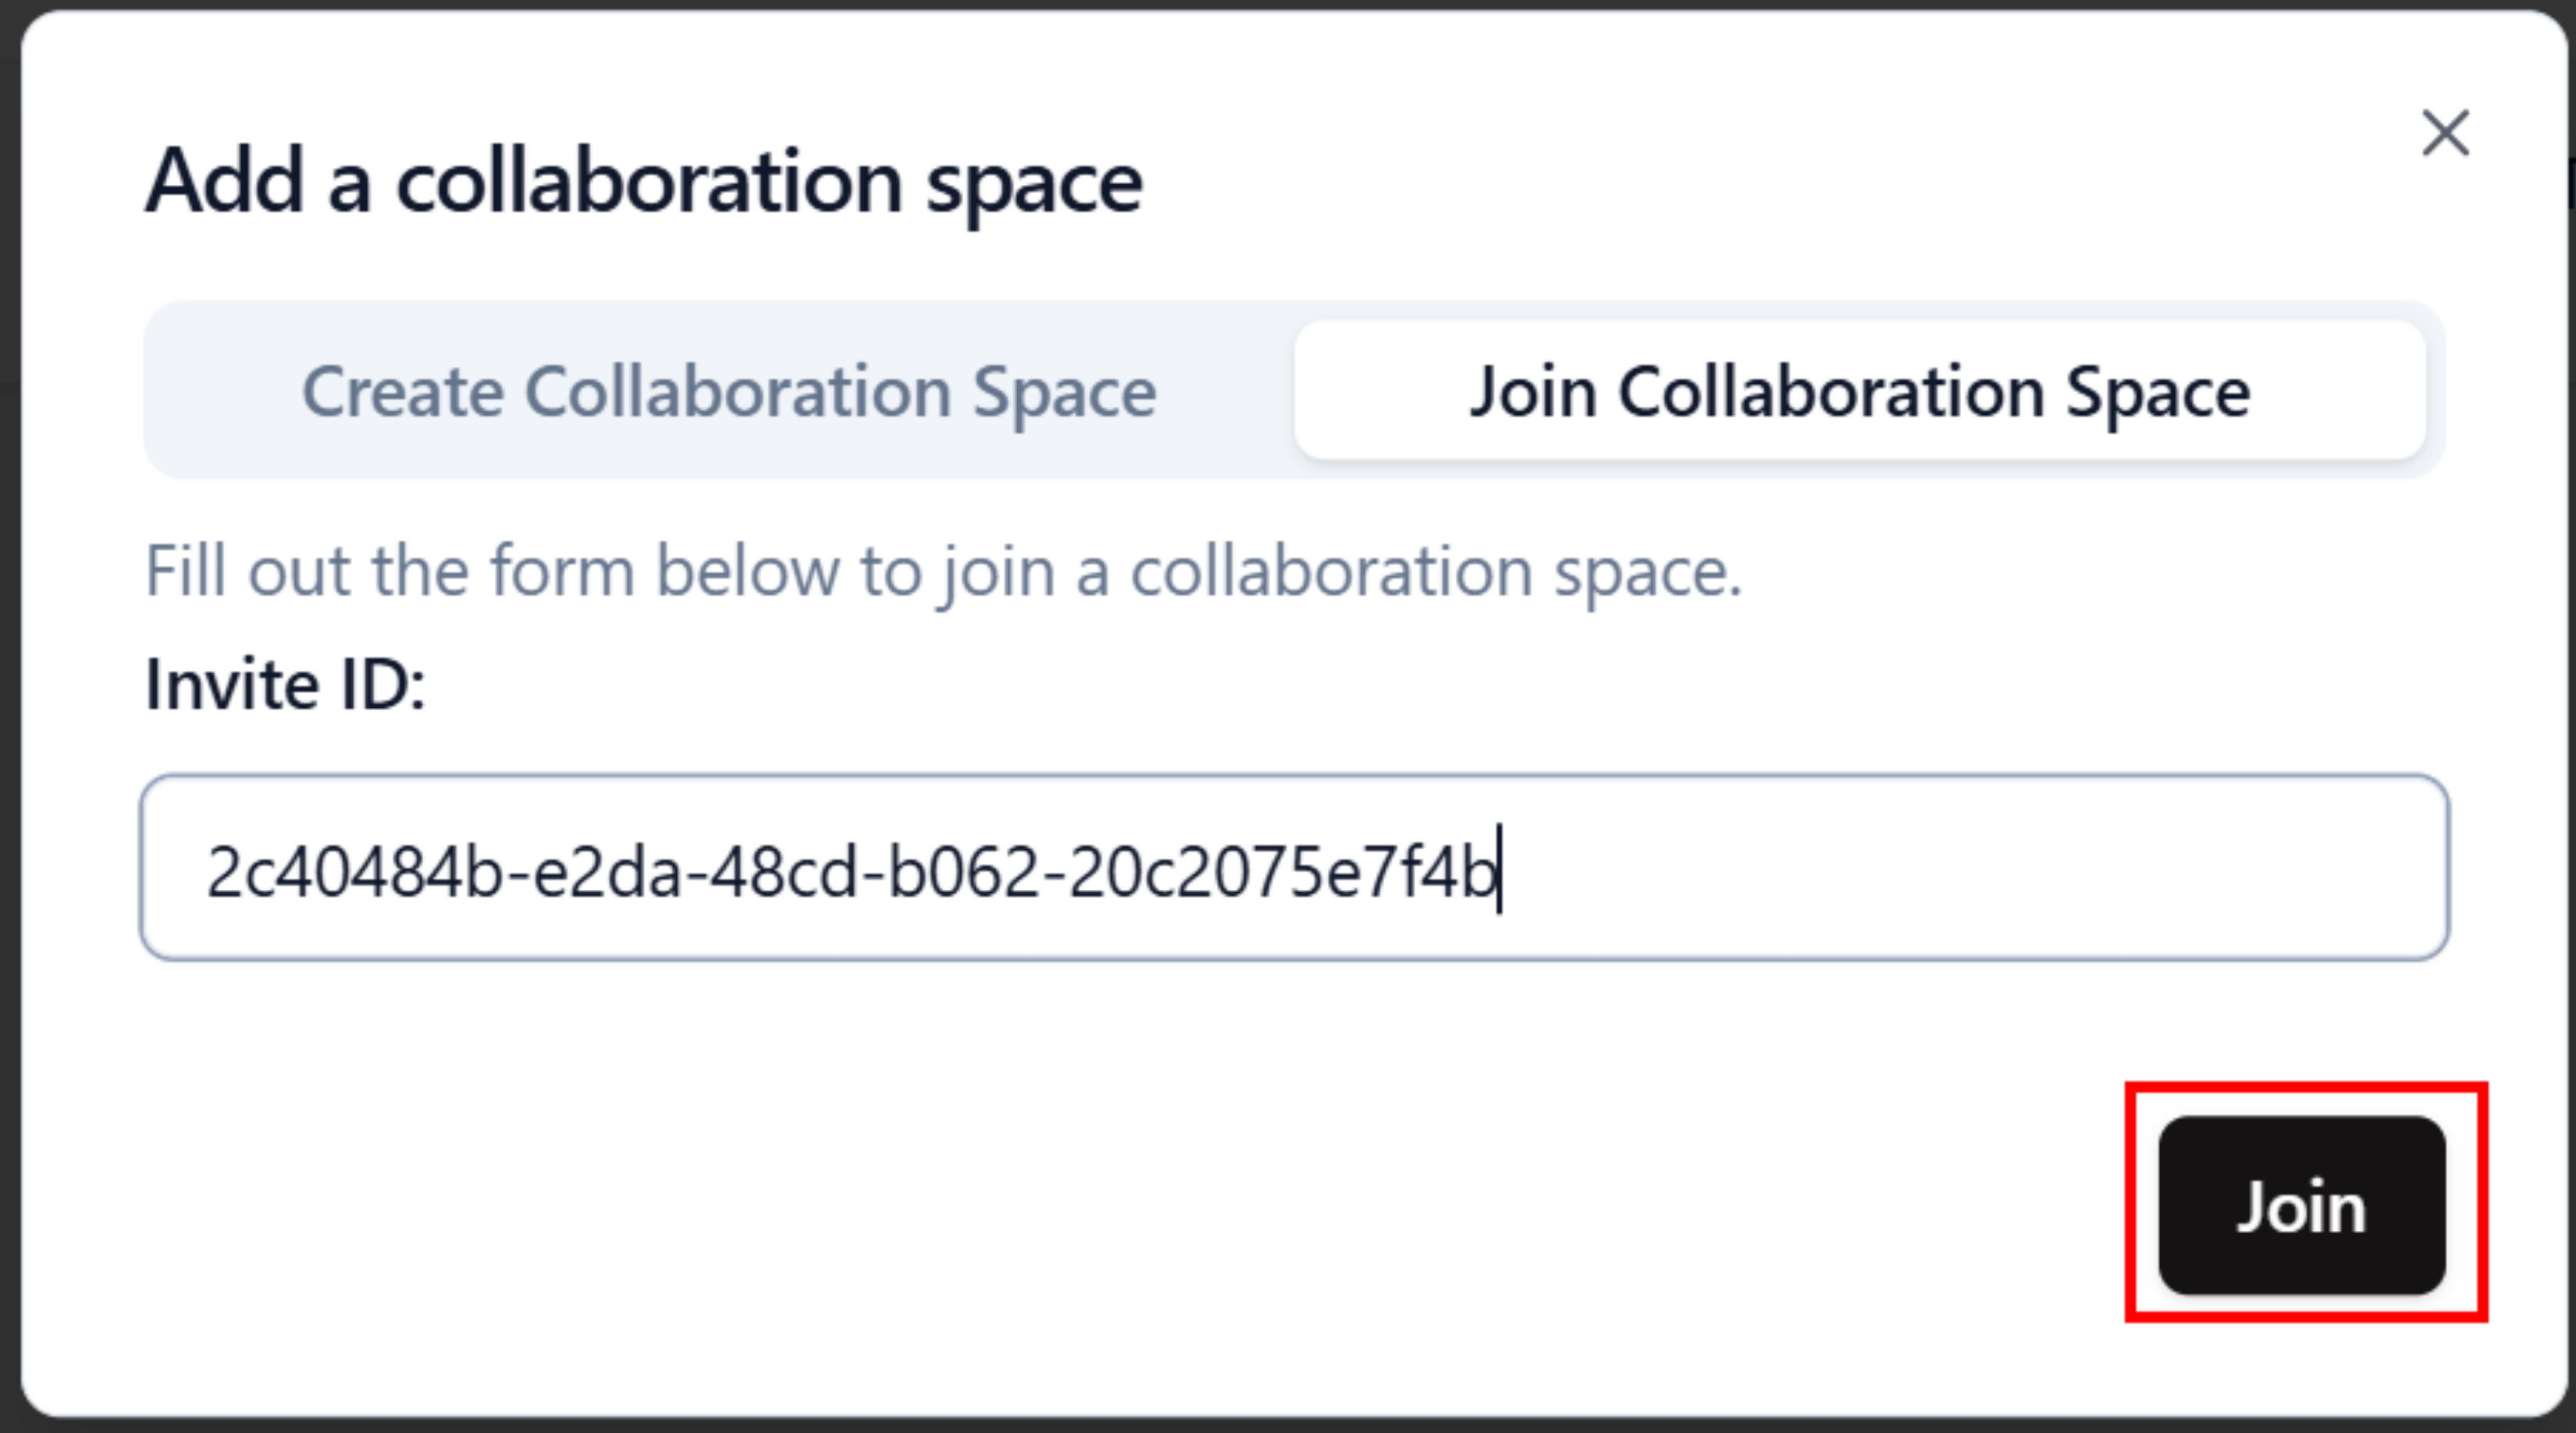 Add a collaboration space
Create Collaboration Space Join Collaboration Space
Fill out the form below to join a collaboration space.
Invite ID:
2c40484b-e2da-48cd-b062-20c2075e7f4b
Join